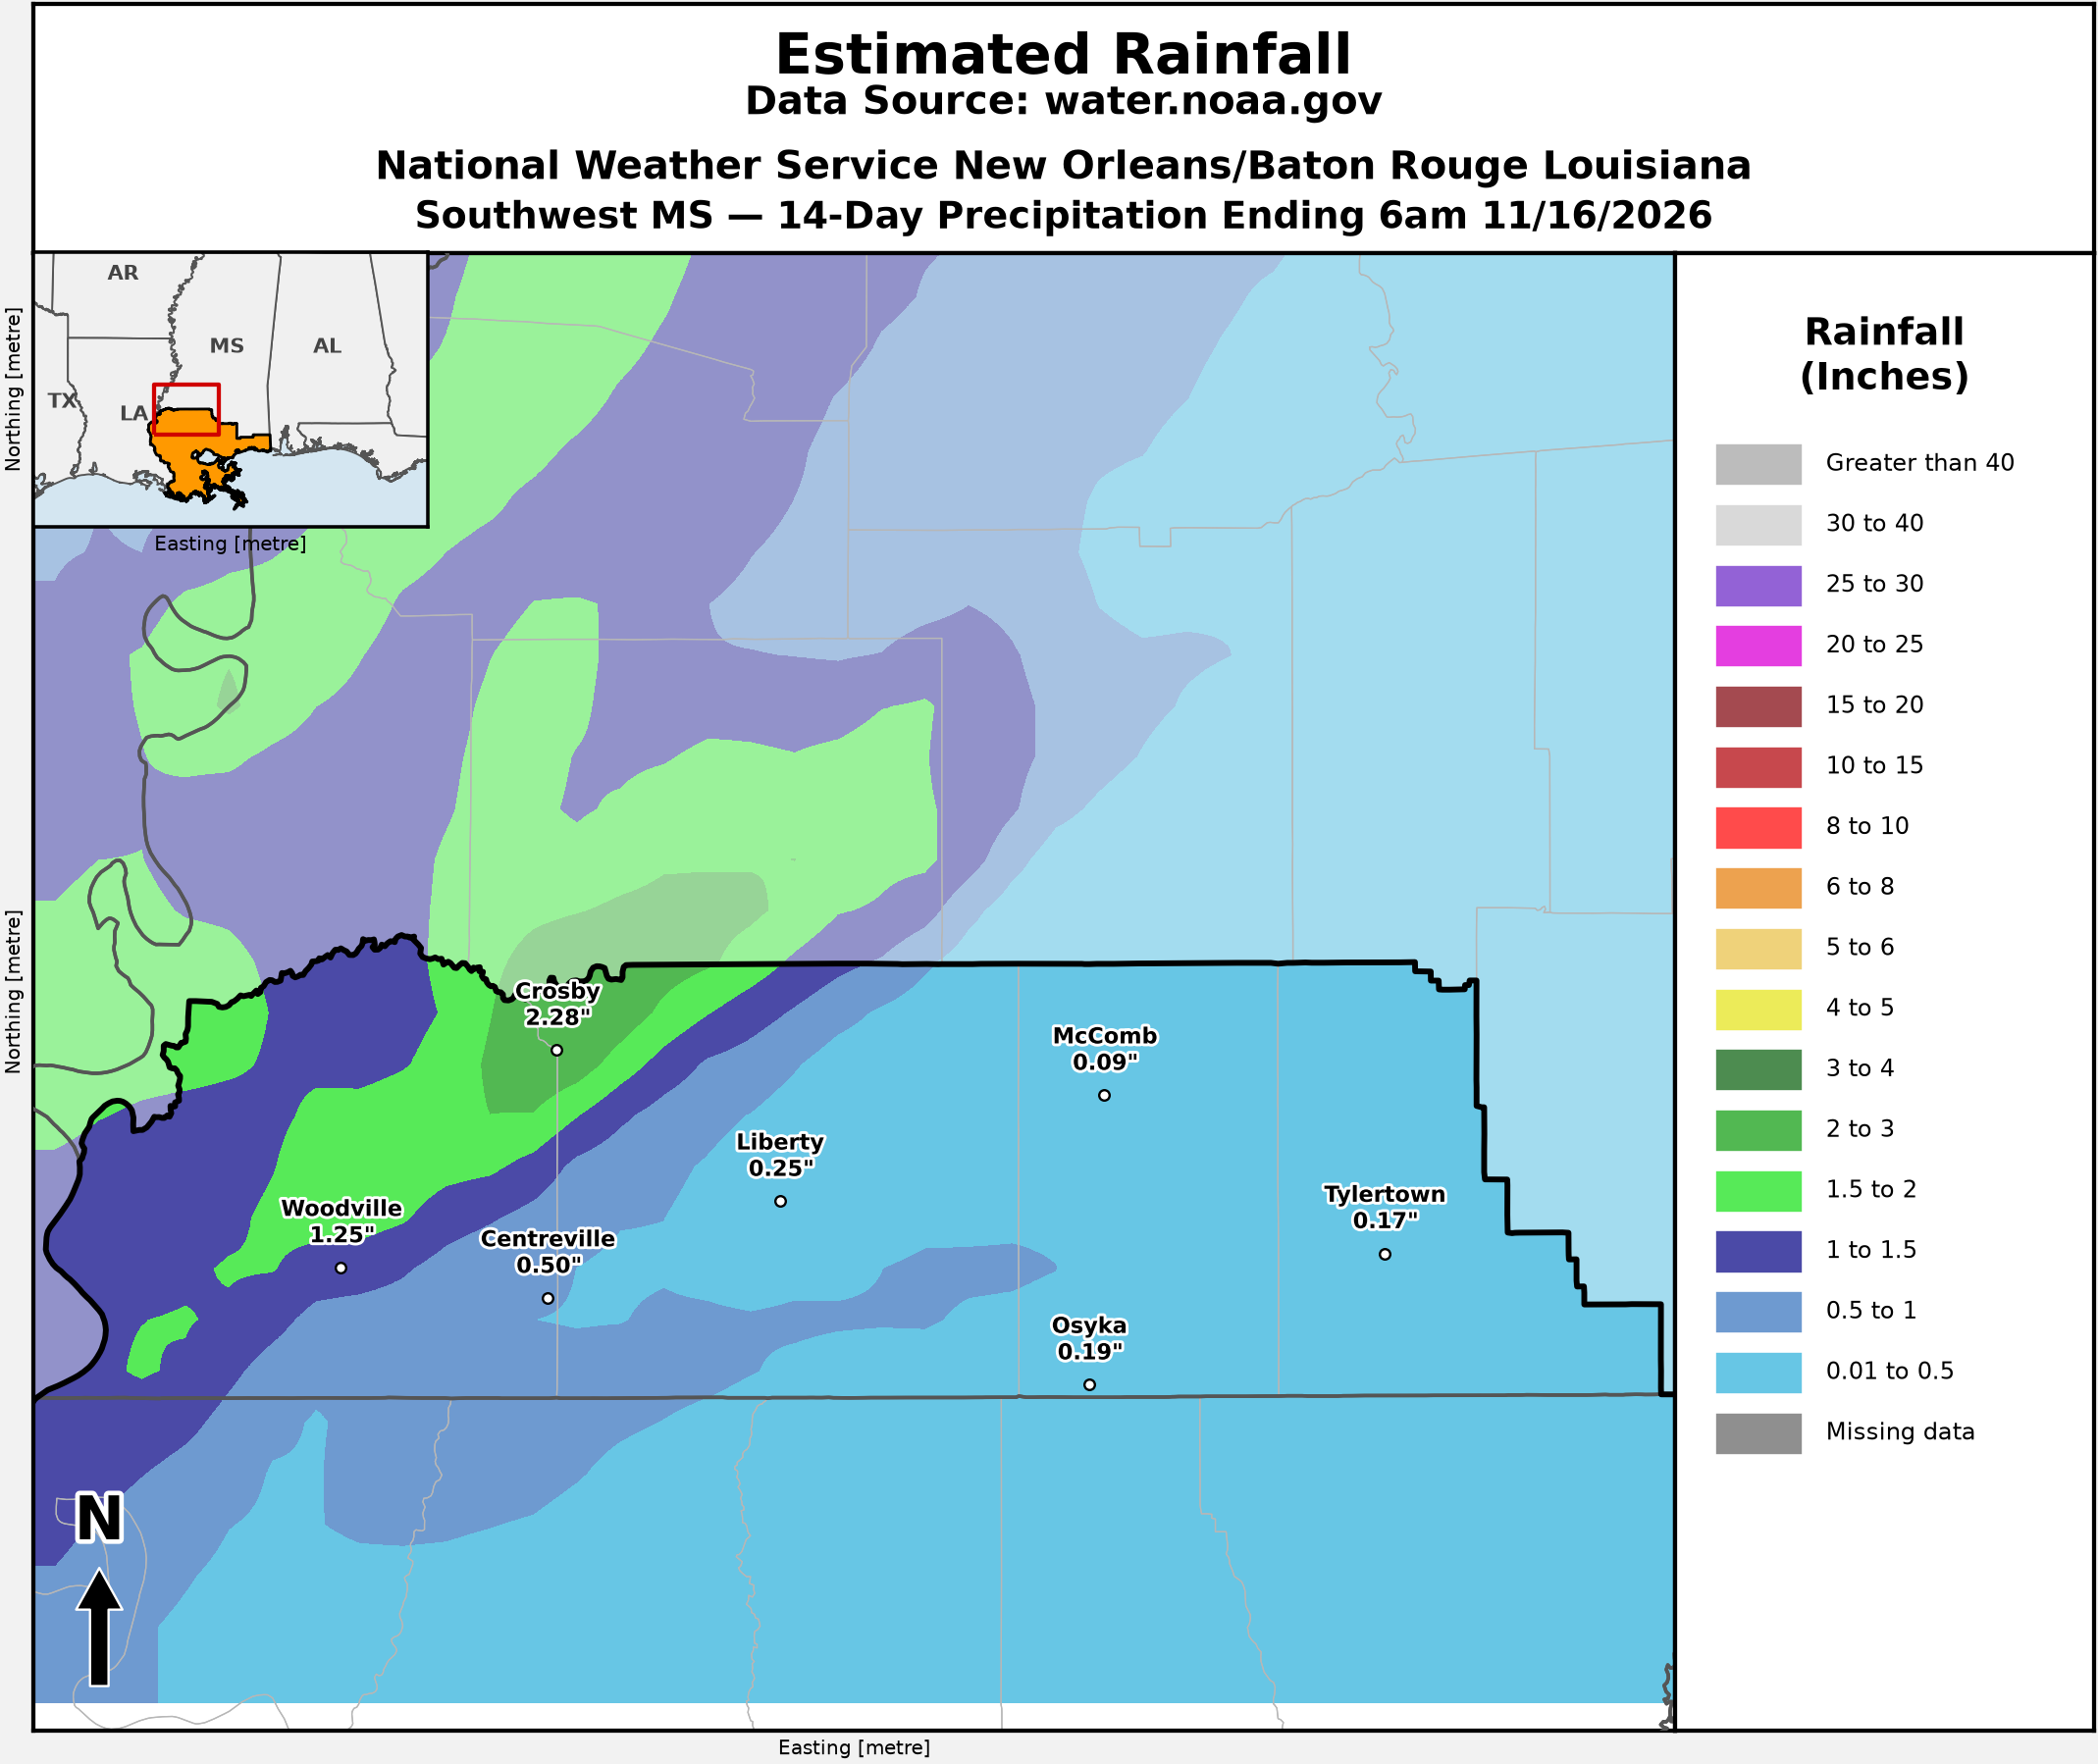 Estimated Rainfall
Data Source: water.noaa.gov
National Weather Service New Orleans/Baton Rouge Louisiana
Southwest MS — 14-Day Precipitation Ending 6am 11/16/2026
AR
MS
AL
TX
LA
Northing [metre]
Easting [metre]
Northing [metre]
Crosby
2.28"
McComb
0.09"
Liberty
0.25"
Woodville
1.25"
Centreville
0.50"
Tylertown
0.17"
Osyka
0.19"
N
Easting [metre]
Rainfall
(Inches)
Greater than 40
30 to 40
25 to 30
20 to 25
15 to 20
10 to 15
8 to 10
6 to 8
5 to 6
4 to 5
3 to 4
2 to 3
1.5 to 2
1 to 1.5
0.5 to 1
0.01 to 0.5
Missing data